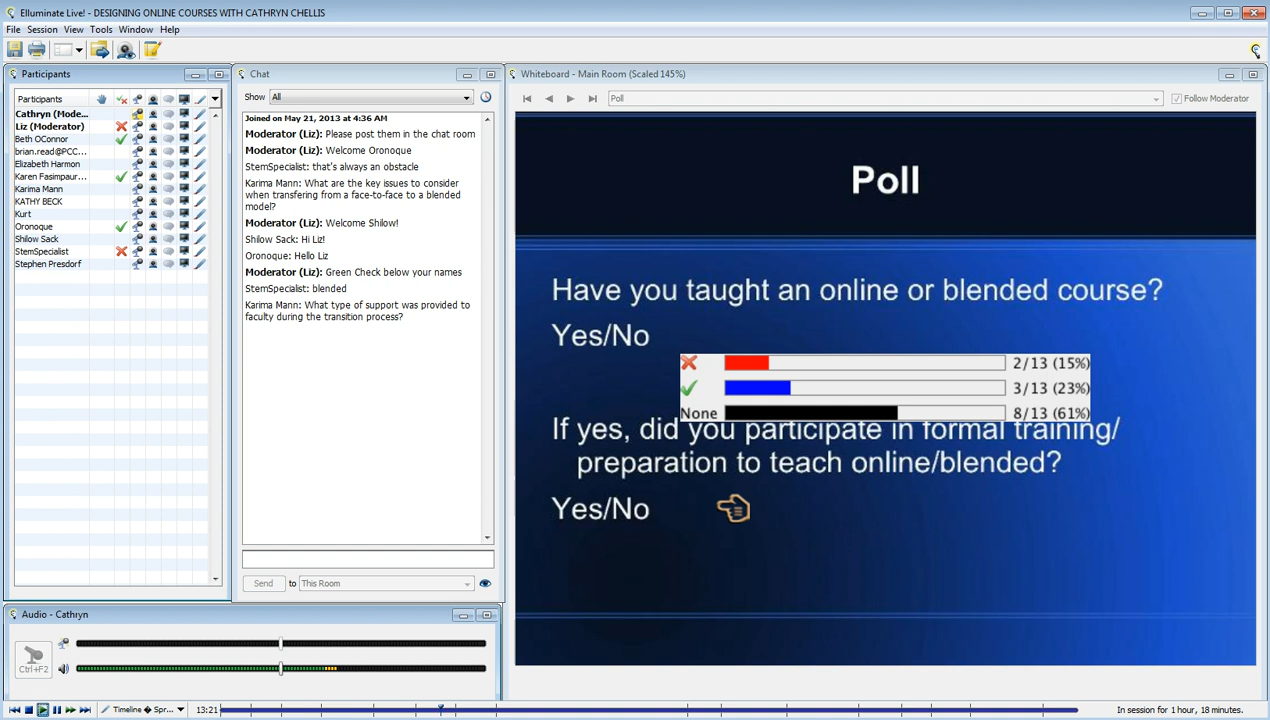 Elluminate Live! - DESIGNING ONLINE COURSES WITH CATHRYN CHELLIS
File Session View Tools Window Help
Participants
Participants
Cathryn (Mode...
Liz (Moderator)
Beth OConnor
brian.read@PCC...
Elizabeth Harmon
Karen Fasimpaur...
Karima Mann
KATHY BECK
Kurt
Oronoque
Shilow Sack
StemSpecialist
Stephen Presdorf
Chat
Show All
Joined on May 21, 2013 at 4:36 AM
Moderator (Liz): Please post them in the chat room
Moderator (Liz): Welcome Oronoque
StemSpecialist: that's always an obstacle
Karima Mann: What are the key issues to consider
when transfering from a face-to-face to a blended
model?
Moderator (Liz): Welcome Shilow!
Shilow Sack: Hi Liz!
Oronoque: Hello Liz
Moderator (Liz): Green Check below your names
StemSpecialist: blended
Karima Mann: What type of support was provided to
faculty during the transition process?
Send to This Room
Audio - Cathryn
Ctrl+F2
Whiteboard - Main Room (Scaled 145%)
Poll
Follow Moderator
Poll
Have you taught an online or blended course?
Yes/No
2/13 (15%)
3/13 (23%)
None 8/13 (61%)
If yes, did you participate in formal training/
preparation to teach online/blended?
Yes/No
Timeline � Spr... 13:21
In session for 1 hour, 18 minutes.